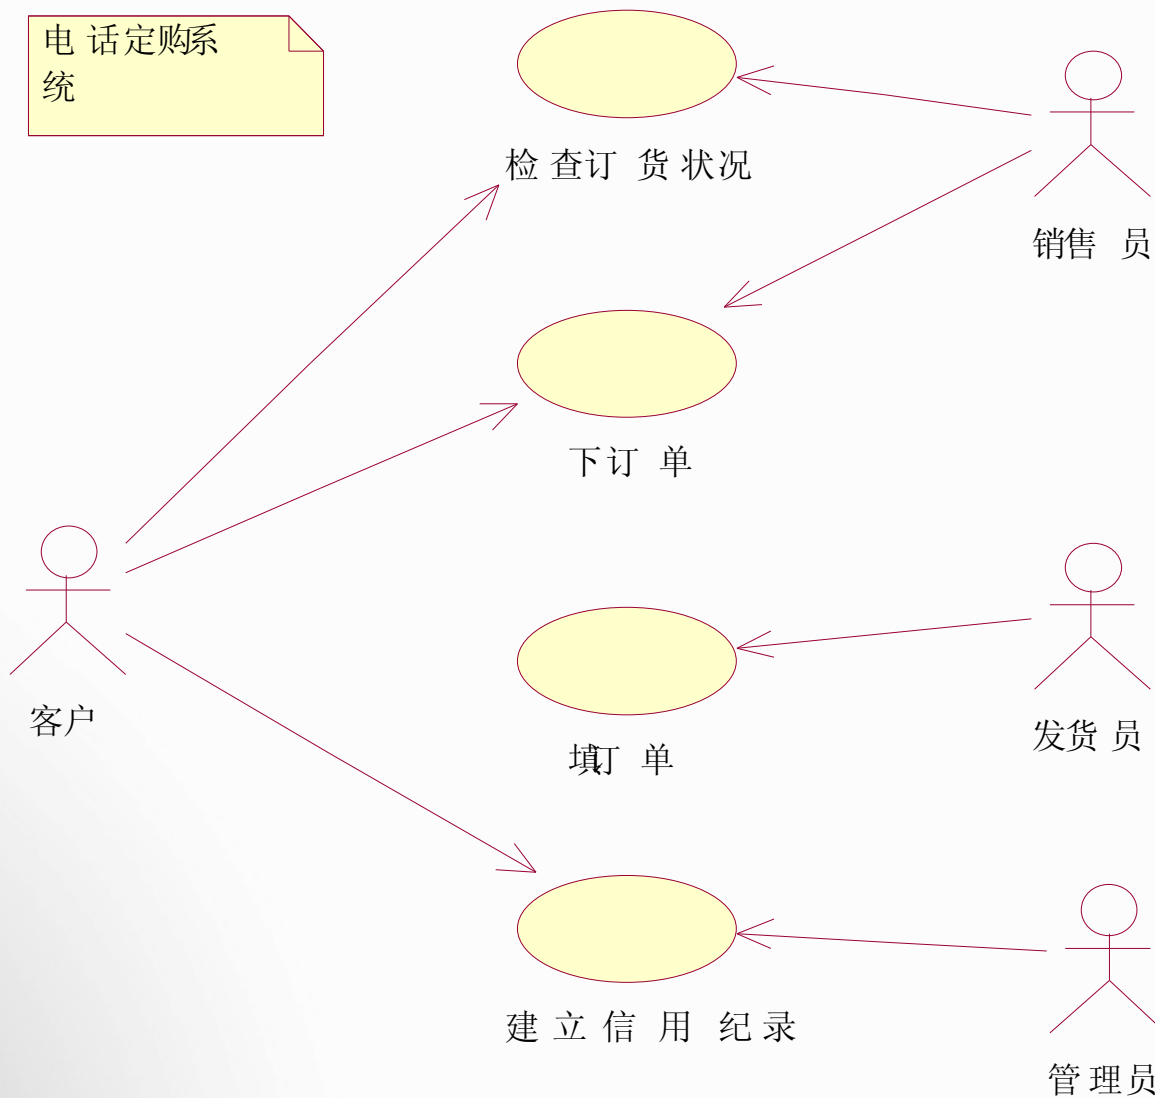 电话定购系
统
检查订货状况
销售员
下订单
客户
填订单
发货员
建立信用纪录
管理员